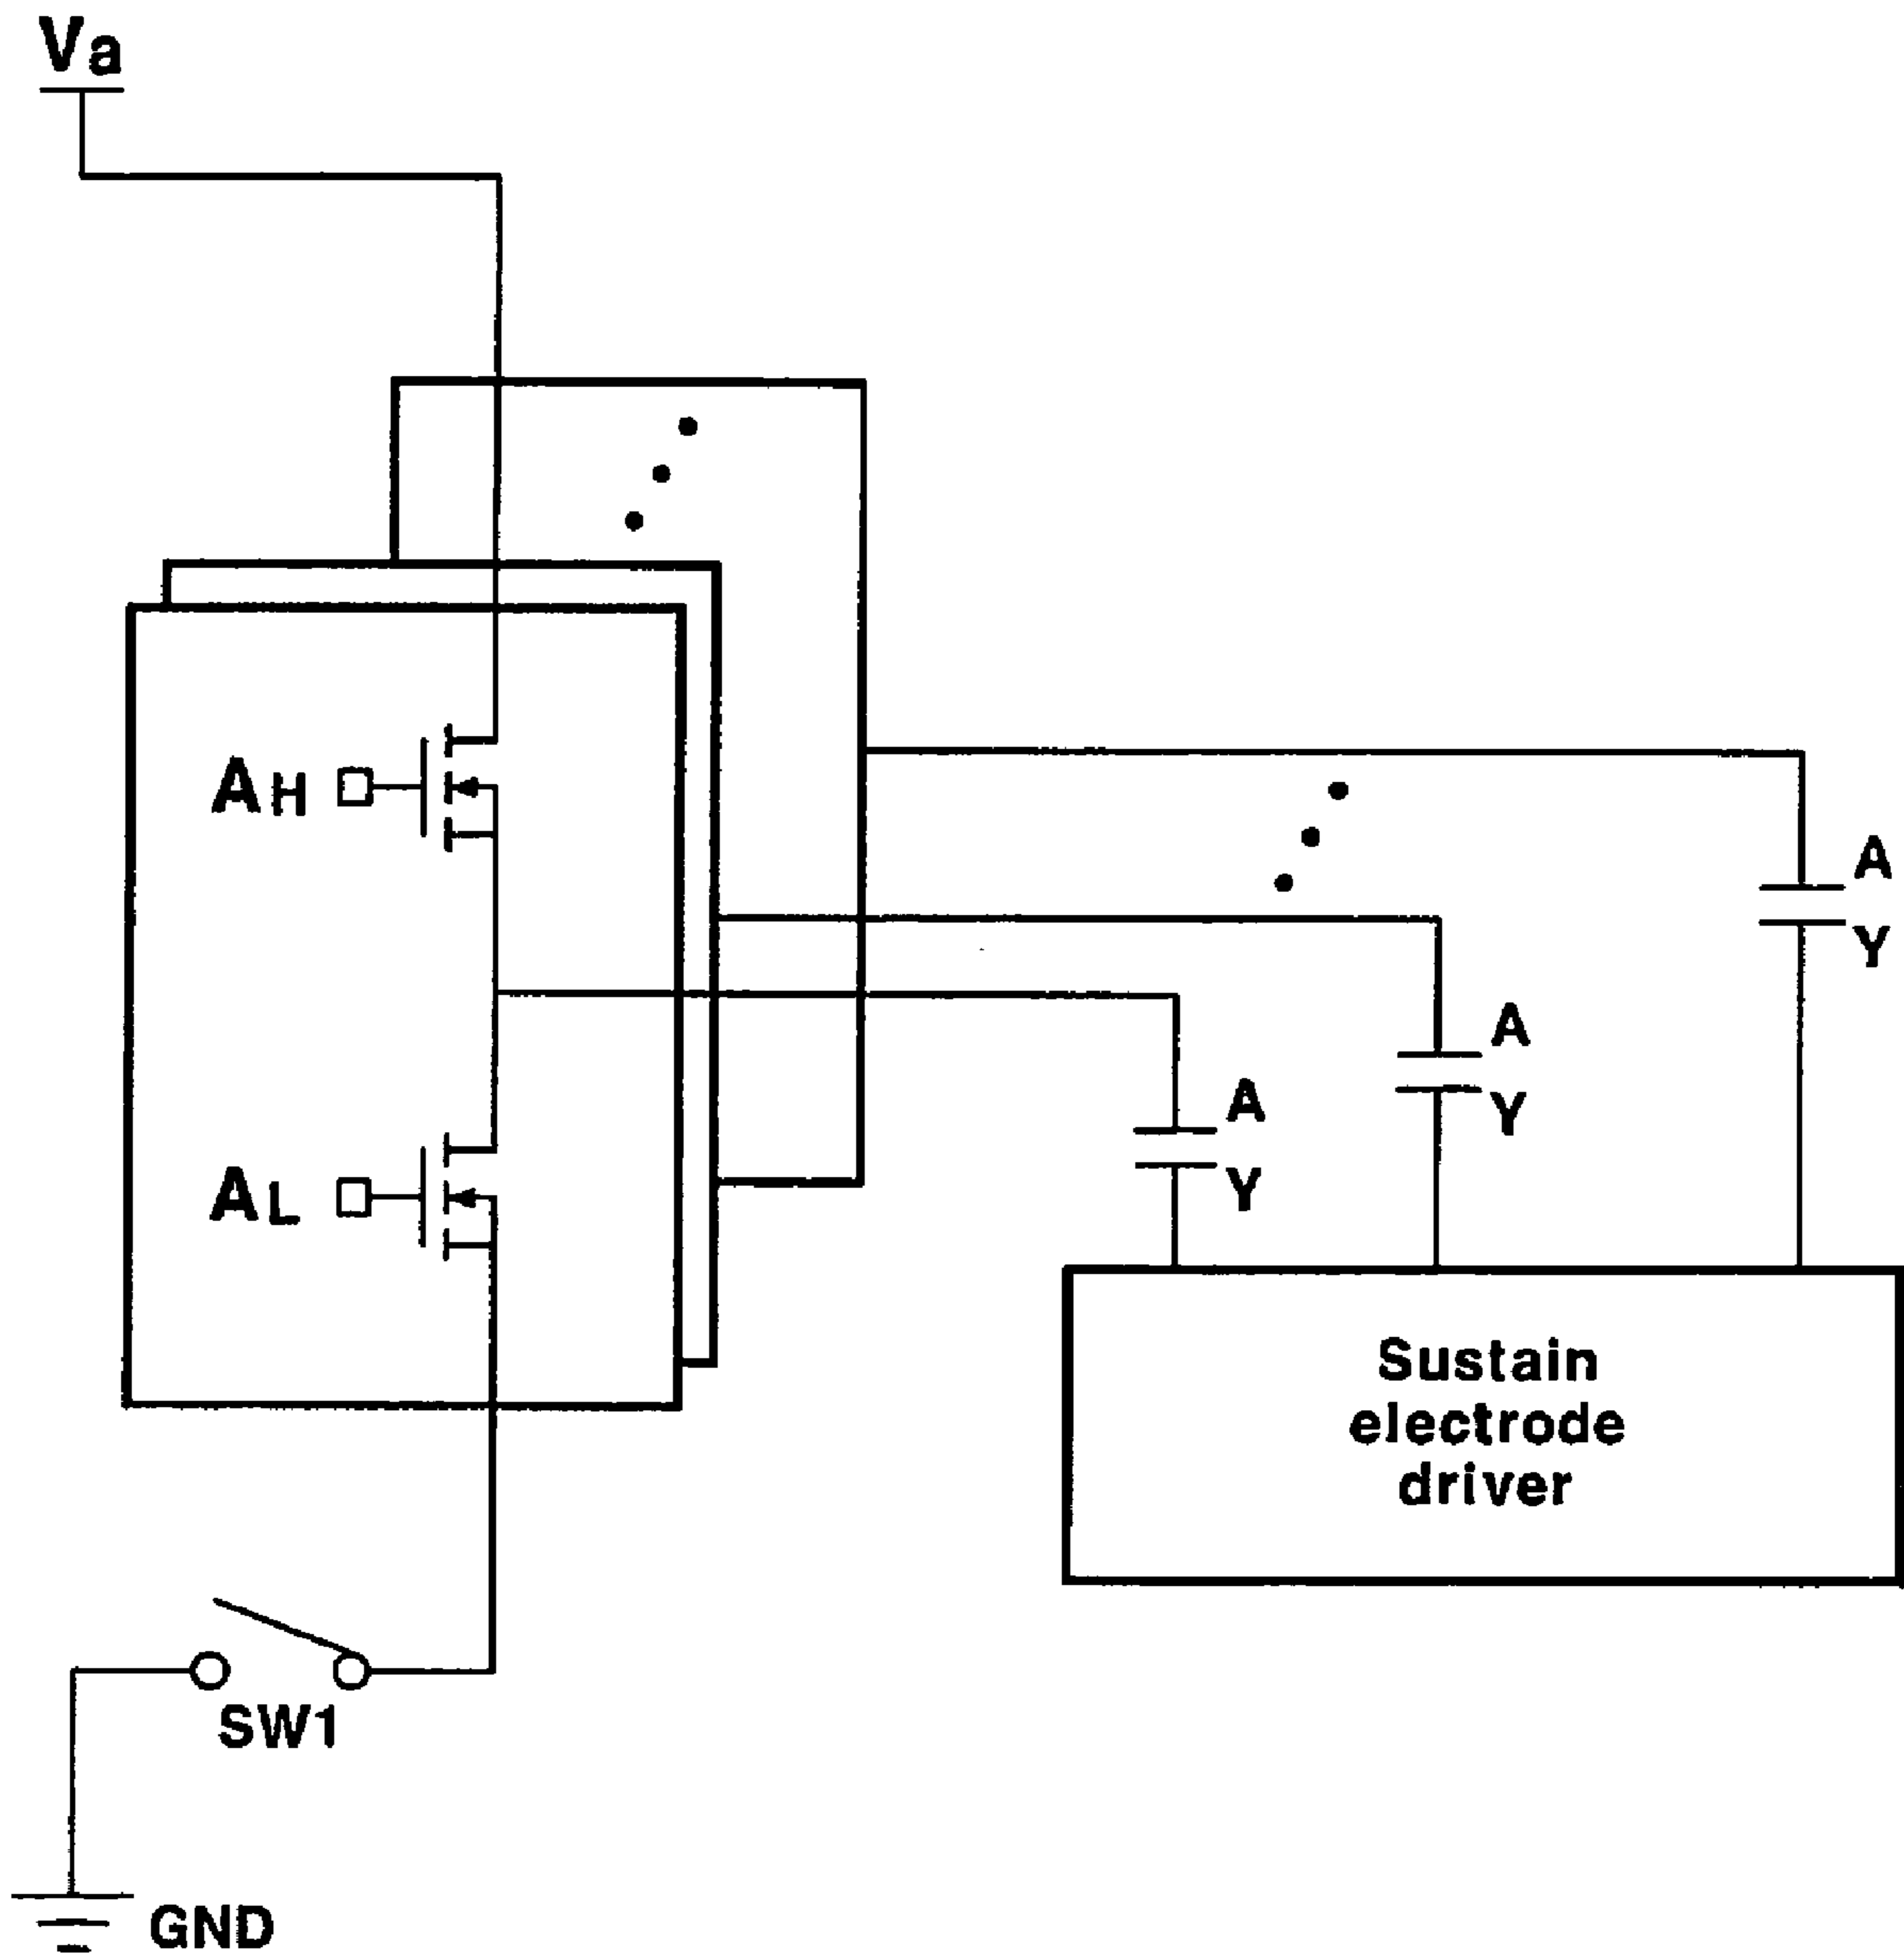 Va
AH
A
Y
A
Y
A
Y
AL
Sustain
electrode
driver
SW1
GND